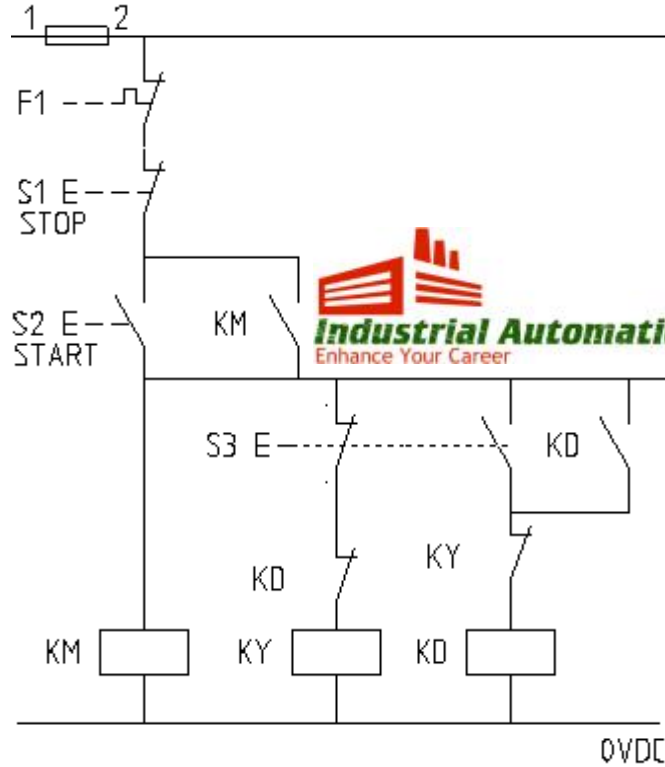 1 2
F1
S1 E
STOP
S2 E
START
KM
Industrial Automati
Enhance Your Career
S3 E
KD
KD
KY
KM
KY
KD
0VDC